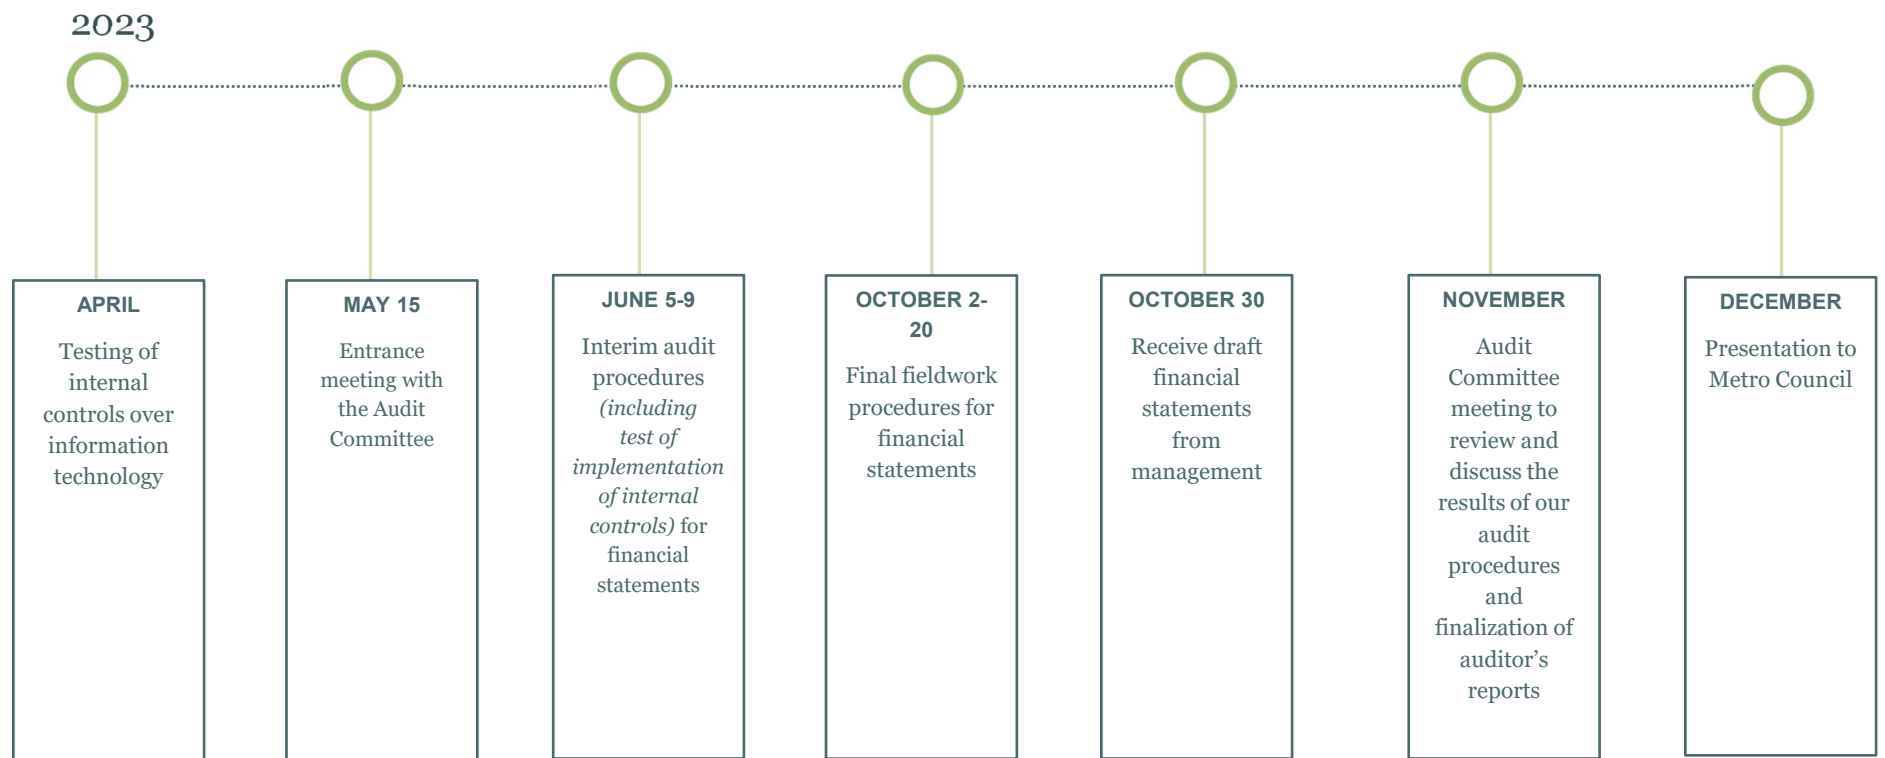 2023
APRIL
Testing of
internal
controls over
information
technology
MAY 15
Entrance
meeting with
the Audit
Committee
JUNE 5-9
Interim audit
procedures
(including
test of
implementation
of internal
controls) for
financial
statements
OCTOBER 2-
20
Final fieldwork
procedures for
financial
statements
OCTOBER 30
Receive draft
financial
statements
from
management
NOVEMBER
Audit
Committee
meeting to
review and
discuss the
results of our
audit
procedures
and
finalization of
auditor’s
reports
DECEMBER
Presentation to
Metro Council